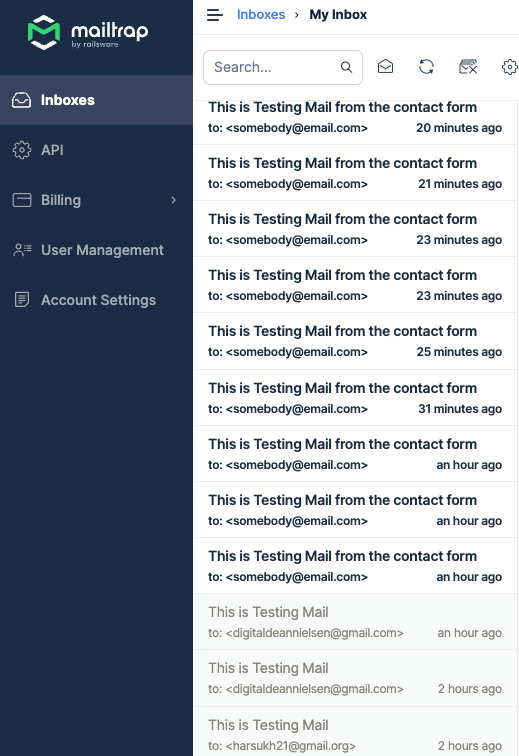 mailtrap
by railsware
Inboxes
API
Billing
User Management
Account Settings
Inboxes › My Inbox
Search...
This is Testing Mail from the contact form
to: <somebody@email.com> 20 minutes ago
This is Testing Mail from the contact form
to: <somebody@email.com> 21 minutes ago
This is Testing Mail from the contact form
to: <somebody@email.com> 23 minutes ago
This is Testing Mail from the contact form
to: <somebody@email.com> 23 minutes ago
This is Testing Mail from the contact form
to: <somebody@email.com> 25 minutes ago
This is Testing Mail from the contact form
to: <somebody@email.com> 31 minutes ago
This is Testing Mail from the contact form
to: <somebody@email.com> an hour ago
This is Testing Mail from the contact form
to: <somebody@email.com> an hour ago
This is Testing Mail from the contact form
to: <somebody@email.com> an hour ago
This is Testing Mail
to: <digitaldeannielsen@gmail.com> an hour ago
This is Testing Mail
to: <digitaldeannielsen@gmail.com> 2 hours ago
This is Testing Mail
to: <harsukh21@gmail.org> 2 hours ago